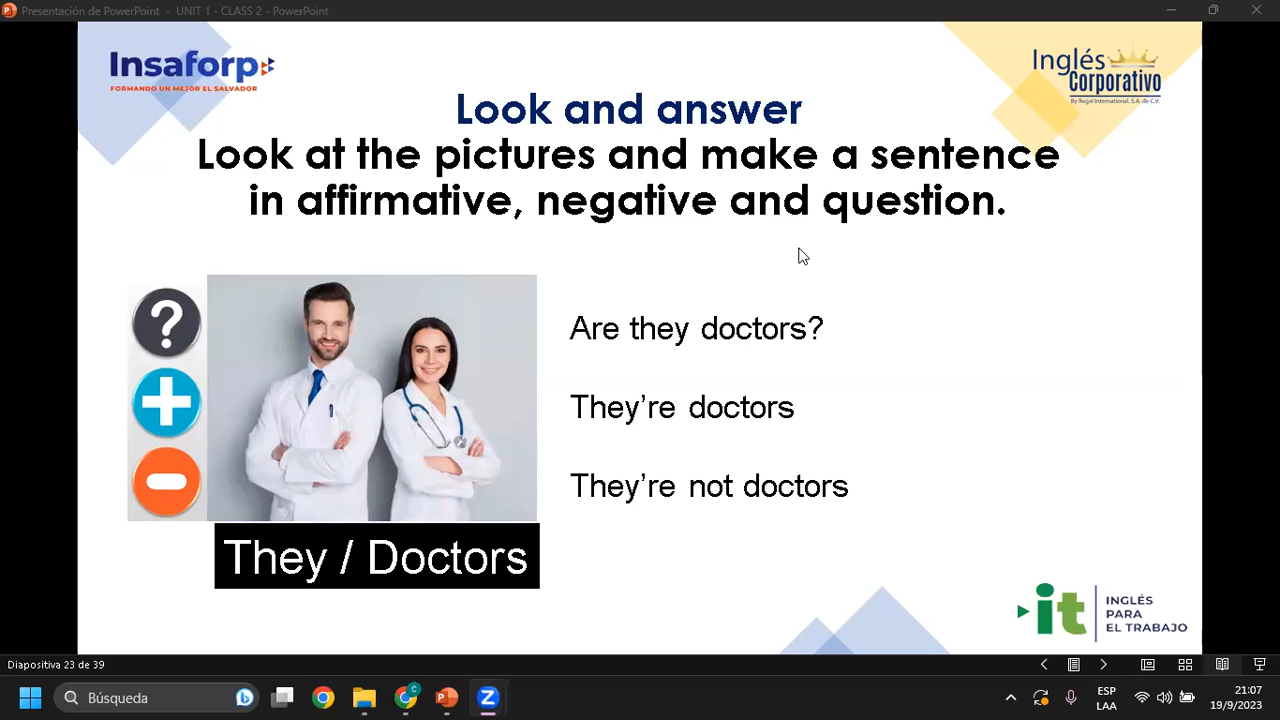 Presentación de PowerPoint - UNIT 1 - CLASS 2 - PowerPoint
Insaforp
FORMANDO UN MEJOR EL SALVADOR
Inglés
Corporativo
By Regal International, S.A. de C.V.
Look and answer
Look at the pictures and make a sentence
in affirmative, negative and question.
?
Are they doctors?
They're doctors
They're not doctors
They / Doctors
it
INGLÉS
PARA
EL TRABAJO
Diapositiva 23 de 39
Búsqueda
ESP
LAA
21:07
19/9/2023